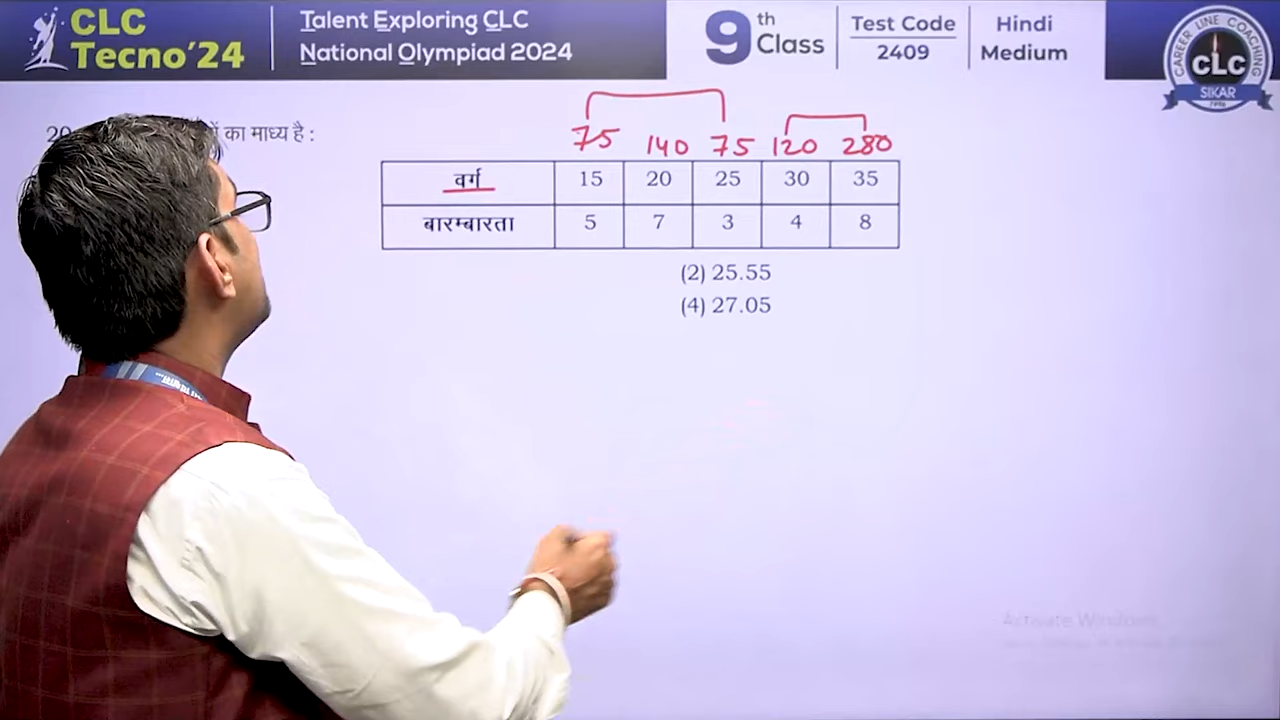 CLC
Tecno'24
Talent Exploring CLC
National Olympiad 2024
9th Class
Test Code
2409
Hindi
Medium
CAREER LINE COACHING
CLC
SIKAR
20
का माध्य है :
75 140 75 120 280
वर्ग 15 20 25 30 35
बारम्बारता 5 7 3 4 8
(2) 25.55
(4) 27.05
Activate Windows